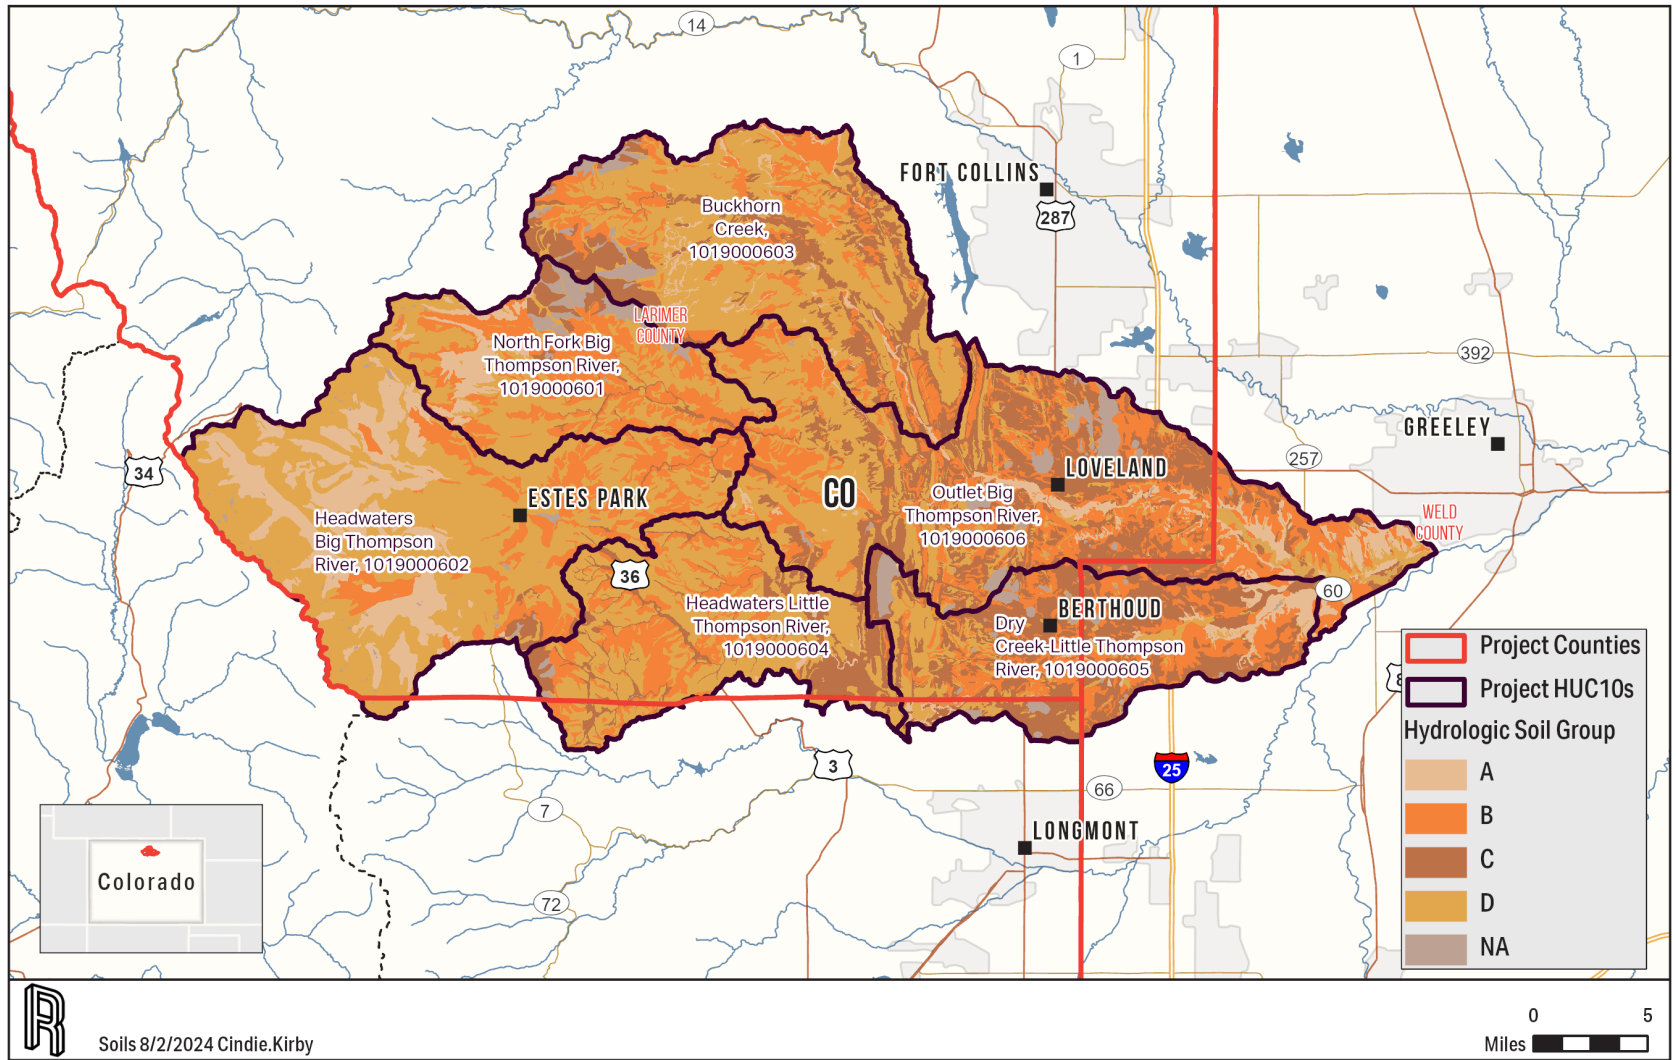 14
1
FORT COLLINS
287
Buckhorn
Creek,
1019000603
LARIMER
COUNTY
North Fork Big
Thompson River,
1019000601
392
GREELEY
257
34
LOVELAND
ESTES PARK
CO
Outlet Big
Thompson River,
1019000606
WELD
COUNTY
Headwaters
Big Thompson
River, 1019000602
36
60
Headwaters Little
Thompson River,
1019000604
BERTHOUD
Dry
Creek-Little Thompson
River, 1019000605
8
3
25
66
7
LONGMONT
72
Colorado
Project Counties
Project HUC10s
Hydrologic Soil Group
A
B
C
D
NA
R
Soils 8/2/2024 Cindie.Kirby
0 5
Miles